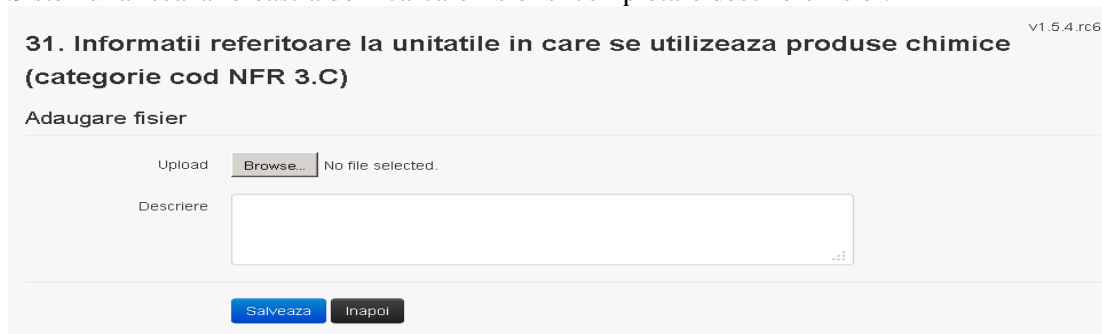 v1.5.4.rc6
31. Informatii referitoare la unitatile in care se utilizeaza produse chimice
(categorie cod NFR 3.C)
Adaugare fisier
Upload Browse... No file selected.
Descriere
Salveaza Inapoi